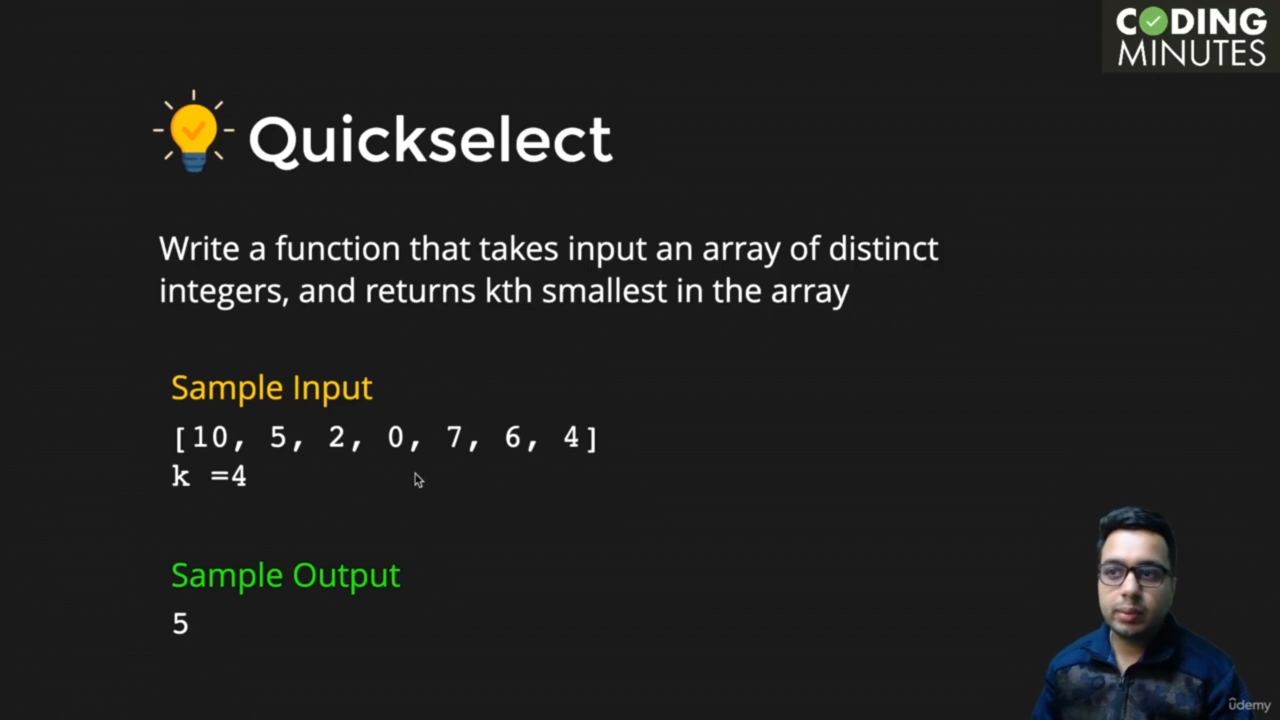 CODING
MINUTES
Quickselect
Write a function that takes input an array of distinct
integers, and returns kth smallest in the array
Sample Input
[10, 5, 2, 0, 7, 6, 4]
k =4
Sample Output
5
ûdemy